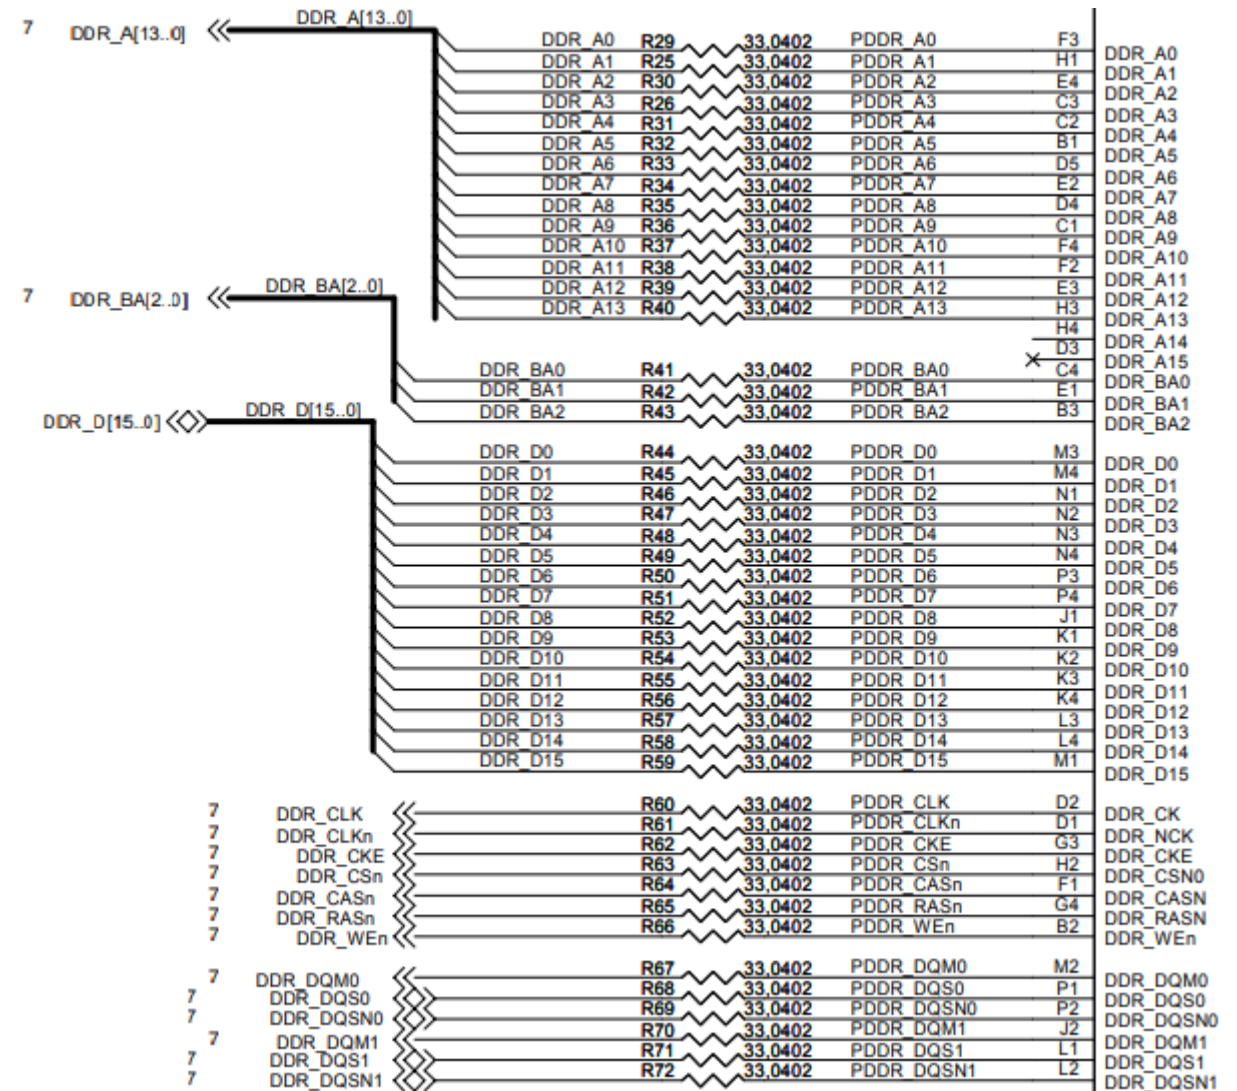 DDR_A[13..0]
7 DDR_A[13..0]
DDR_A0 R29 33,0402 PDDR_A0 F3 DDR_A0
DDR_A1 R25 33,0402 PDDR_A1 H1 DDR_A1
DDR_A2 R30 33,0402 PDDR_A2 E4 DDR_A2
DDR_A3 R26 33,0402 PDDR_A3 C3 DDR_A3
DDR_A4 R31 33,0402 PDDR_A4 C2 DDR_A4
DDR_A5 R32 33,0402 PDDR_A5 B1 DDR_A5
DDR_A6 R33 33,0402 PDDR_A6 D5 DDR_A6
DDR_A7 R34 33,0402 PDDR_A7 E2 DDR_A7
DDR_A8 R35 33,0402 PDDR_A8 D4 DDR_A8
DDR_A9 R36 33,0402 PDDR_A9 C1 DDR_A9
DDR_A10 R37 33,0402 PDDR_A10 F4 DDR_A10
DDR_A11 R38 33,0402 PDDR_A11 F2 DDR_A11
DDR_BA[2..0]
7 DDR_BA[2..0]
DDR_A12 R39 33,0402 PDDR_A12 E3 DDR_A12
DDR_A13 R40 33,0402 PDDR_A13 H3 DDR_A13
H4 DDR_A14
D3 DDR_A15
DDR_BA0 R41 33,0402 PDDR_BA0 C4 DDR_BA0
DDR_BA1 R42 33,0402 PDDR_BA1 E1 DDR_BA1
DDR_BA2 R43 33,0402 PDDR_BA2 B3 DDR_BA2
DDR_D[15..0]
DDR_D[15..0]
DDR_D0 R44 33,0402 PDDR_D0 M3 DDR_D0
DDR_D1 R45 33,0402 PDDR_D1 M4 DDR_D1
DDR_D2 R46 33,0402 PDDR_D2 N1 DDR_D2
DDR_D3 R47 33,0402 PDDR_D3 N2 DDR_D3
DDR_D4 R48 33,0402 PDDR_D4 N3 DDR_D4
DDR_D5 R49 33,0402 PDDR_D5 N4 DDR_D5
DDR_D6 R50 33,0402 PDDR_D6 P3 DDR_D6
DDR_D7 R51 33,0402 PDDR_D7 P4 DDR_D7
DDR_D8 R52 33,0402 PDDR_D8 J1 DDR_D8
DDR_D9 R53 33,0402 PDDR_D9 K1 DDR_D9
DDR_D10 R54 33,0402 PDDR_D10 K2 DDR_D10
DDR_D11 R55 33,0402 PDDR_D11 K3 DDR_D11
DDR_D12 R56 33,0402 PDDR_D12 K4 DDR_D12
DDR_D13 R57 33,0402 PDDR_D13 L3 DDR_D13
DDR_D14 R58 33,0402 PDDR_D14 L4 DDR_D14
DDR_D15 R59 33,0402 PDDR_D15 M1 DDR_D15
7 DDR_CLK R60 33,0402 PDDR_CLK D2 DDR_CK
7 DDR_CLKn R61 33,0402 PDDR_CLKn D1 DDR_NCK
7 DDR_CKE R62 33,0402 PDDR_CKE G3 DDR_CKE
7 DDR_CSn R63 33,0402 PDDR_CSn H2 DDR_CSN0
7 DDR_CASn R64 33,0402 PDDR_CASn F1 DDR_CASN
7 DDR_RASn R65 33,0402 PDDR_RASn G4 DDR_RASN
7 DDR_WEn R66 33,0402 PDDR_WEn B2 DDR_WEn
7 DDR_DQM0 R67 33,0402 PDDR_DQM0 M2 DDR_DQM0
7 DDR_DQS0 R68 33,0402 PDDR_DQS0 P1 DDR_DQS0
7 DDR_DQSN0 R69 33,0402 PDDR_DQSN0 P2 DDR_DQSN0
7 DDR_DQM1 R70 33,0402 PDDR_DQM1 J2 DDR_DQM1
7 DDR_DQS1 R71 33,0402 PDDR_DQS1 L1 DDR_DQS1
7 DDR_DQSN1 R72 33,0402 PDDR_DQSN1 L2 DDR_DQSN1